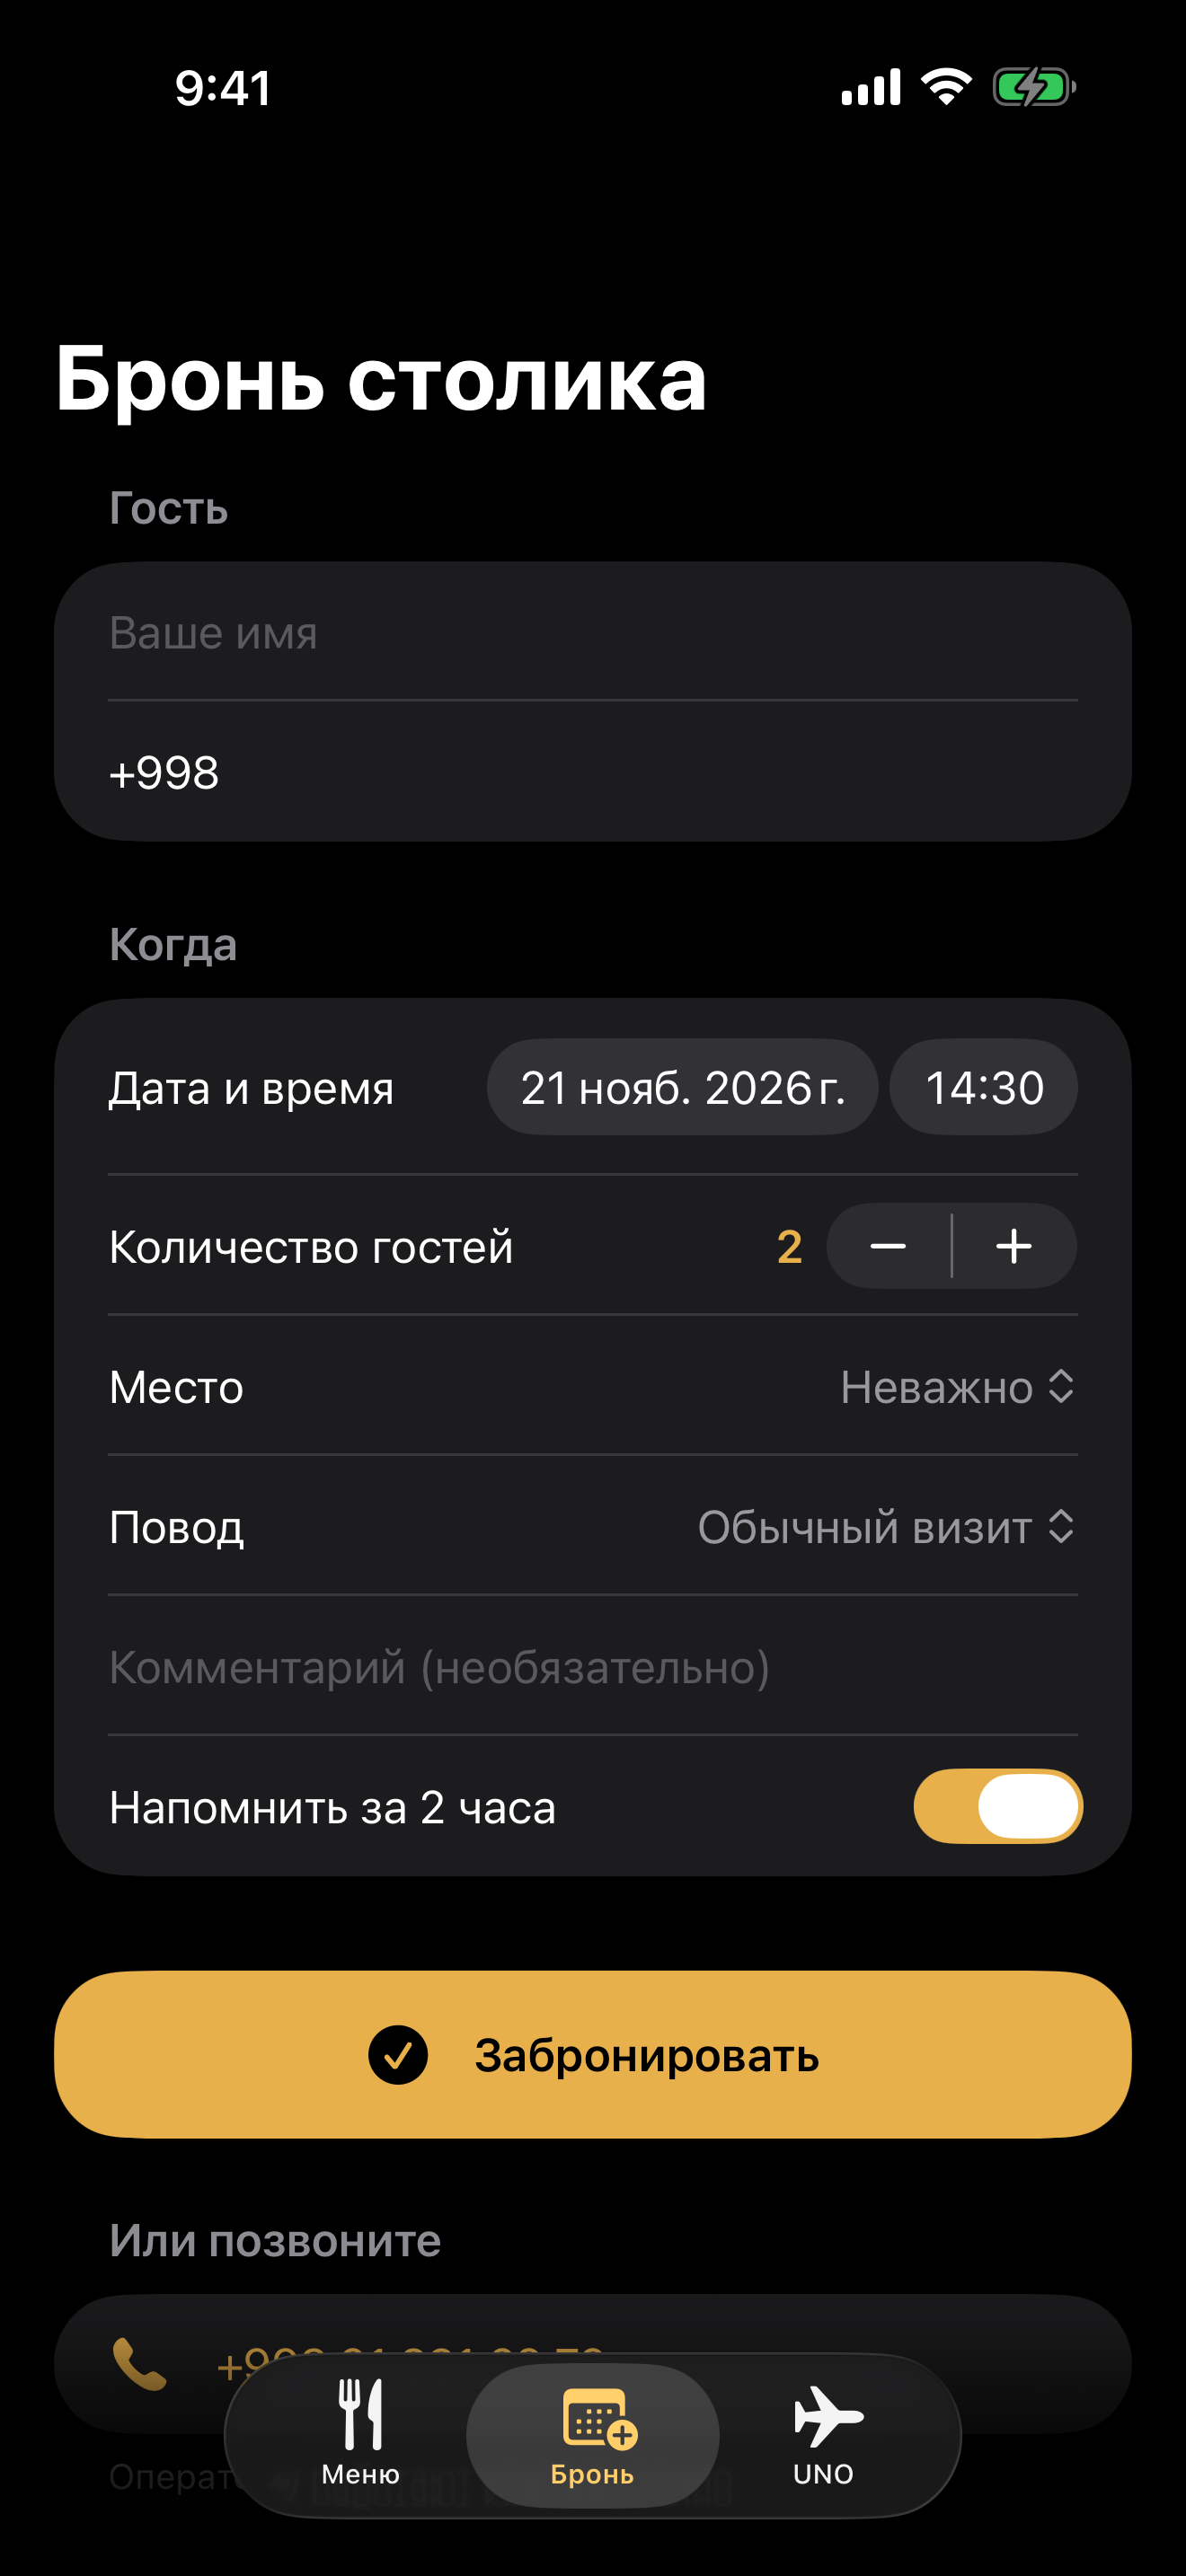 9:41
Бронь столика
Гость
Ваше имя
+998
Когда
Дата и время 21 нояб. 2026 г. 14:30
Количество гостей 2
Место Неважно
Повод Обычный визит
Комментарий (необязательно)
Напомнить за 2 часа
Забронировать
Или позвоните
Меню Бронь UNO